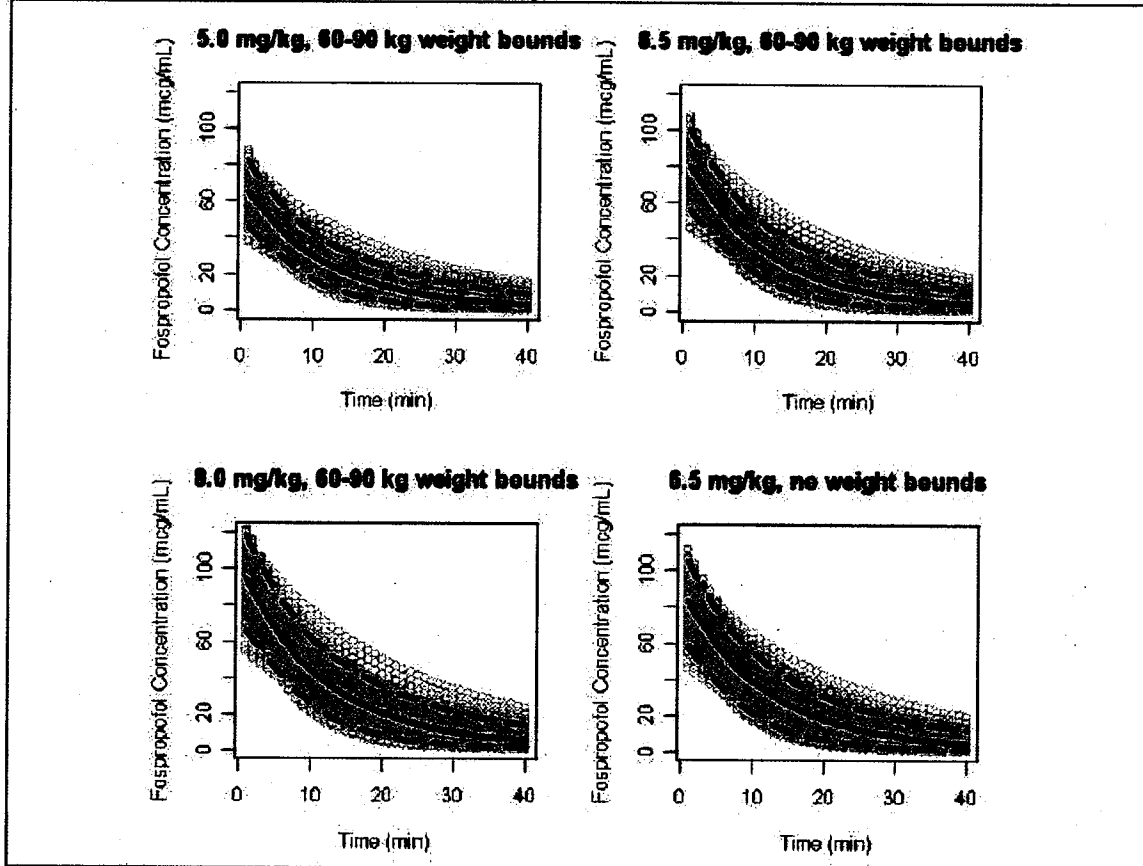 5.0 mg/kg, 60-90 kg weight bounds
Fospropofol Concentration (mcg/mL)
100
60
20
0
0 10 20 30 40
Time (min)
6.5 mg/kg, 60-90 kg weight bounds
Fospropofol Concentration (mcg/mL)
100
60
20
0
0 10 20 30 40
Time (min)
8.0 mg/kg, 60-90 kg weight bounds
Fospropofol Concentration (mcg/mL)
100
60
20
0
0 10 20 30 40
Time (min)
6.5 mg/kg, no weight bounds
Fospropofol Concentration (mcg/mL)
100
60
20
0
0 10 20 30 40
Time (min)